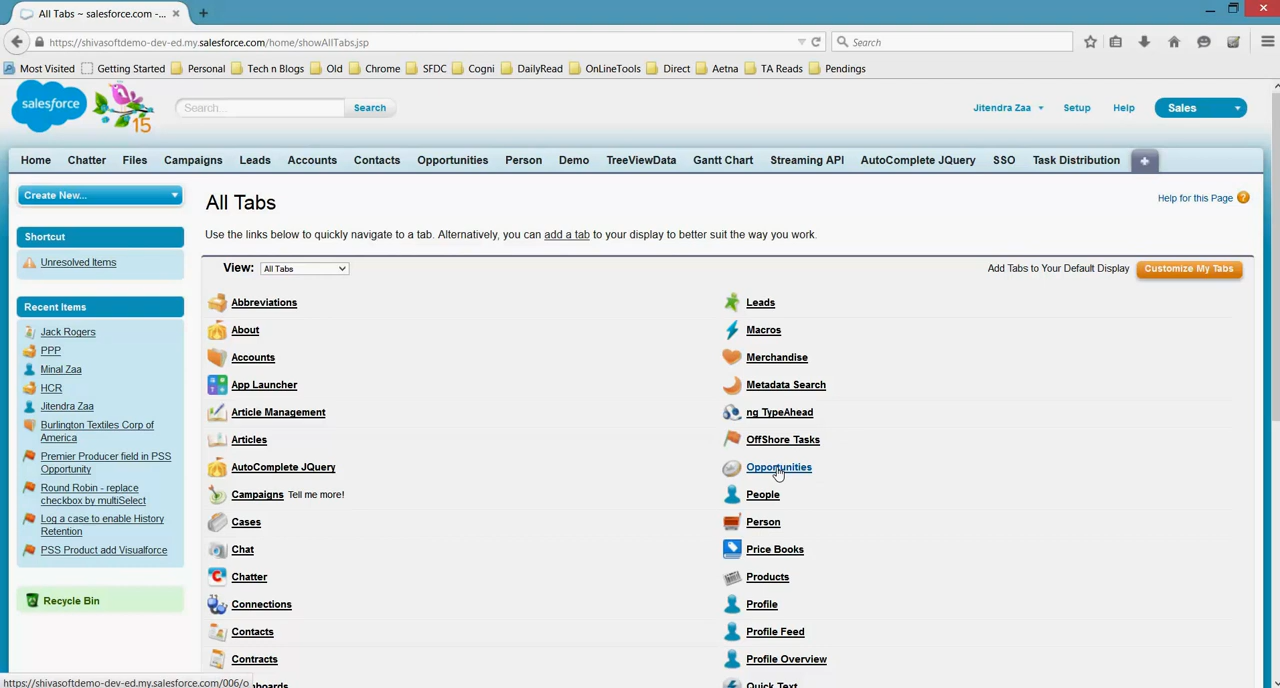 All Tabs ~ salesforce.com -...
https://shivasoftdemo-dev-ed.my.salesforce.com/home/showAllTabs.jsp
Search
Most Visited Getting Started Personal Tech n Blogs Old Chrome SFDC Cogni DailyRead OnLineTools Direct Aetna TA Reads Pendings
salesforce
15
Search...
Search
Jitendra Zaa Setup Help Sales
Home Chatter Files Campaigns Leads Accounts Contacts Opportunities Person Demo TreeViewData Gantt Chart Streaming API AutoComplete JQuery SSO Task Distribution +
Create New...
Shortcut
Unresolved Items
Recent Items
Jack Rogers
PPP
Minal Zaa
HCR
Jitendra Zaa
Burlington Textiles Corp of
America
Premier Producer field in PSS
Opportunity
Round Robin - replace
checkbox by multiSelect
Log a case to enable History
Retention
PSS Product add Visualforce
Recycle Bin
All Tabs
Help for this Page ?
Use the links below to quickly navigate to a tab. Alternatively, you can add a tab to your display to better suit the way you work.
View: All Tabs
Add Tabs to Your Default Display Customize My Tabs
Abbreviations
About
Accounts
App Launcher
Article Management
Articles
AutoComplete JQuery
Campaigns Tell me more!
Cases
Chat
Chatter
Connections
Contacts
Contracts
Leads
Macros
Merchandise
Metadata Search
ng TypeAhead
OffShore Tasks
Opportunities
People
Person
Price Books
Products
Profile
Profile Feed
Profile Overview
Quick Text
https://shivasoftdemo-dev-ed.my.salesforce.com/006/o